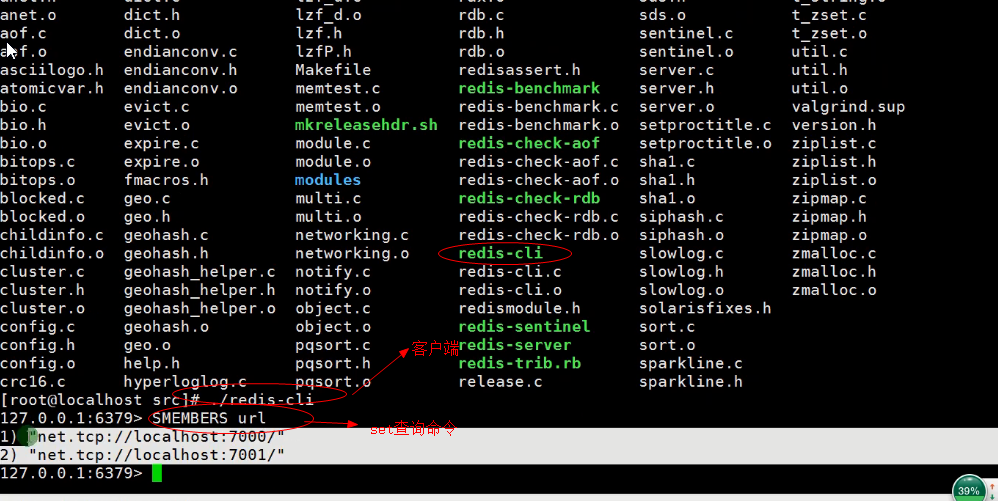 anet.o dict.h lzf_d.o rdb.c sds.o t_zset.c
aof.c dict.o lzf.h rdb.h sentinel.c t_zset.o
aof.o endianconv.c lzfP.h rdb.o sentinel.o util.c
asciilogo.h endianconv.h Makefile redisassert.h server.c util.h
atomicvar.h endianconv.o memtest.c redis-benchmark server.h util.o
bio.c evict.c memtest.o redis-benchmark.c server.o valgrind.sup
bio.h evict.o mkreleasehdr.sh redis-benchmark.o setproctitle.c version.h
bio.o expire.c module.c redis-check-aof setproctitle.o ziplist.c
bitops.c expire.o module.o redis-check-aof.c sha1.c ziplist.h
bitops.o fmacros.h modules redis-check-aof.o sha1.h ziplist.o
blocked.c geo.c multi.c redis-check-rdb sha1.o zipmap.c
blocked.o geo.h multi.o redis-check-rdb.c siphash.c zipmap.h
childinfo.c geohash.c networking.c redis-check-rdb.o siphash.o zipmap.o
childinfo.o geohash.h networking.o redis-cli slowlog.c zmalloc.c
cluster.c geohash_helper.c notify.c redis-cli.c slowlog.h zmalloc.h
cluster.h geohash_helper.h notify.o redis-cli.o slowlog.o zmalloc.o
cluster.o geohash_helper.o object.c redismodule.h solarisfixes.h
config.c geohash.o object.o redis-sentinel sort.c
config.h geo.o pqsort.c redis-server sort.o
客户端
config.o help.h pqsort.h redis-trib.rb sparkline.c
crc16.c hyperloglog.c pqsort.o release.c sparkline.h
[root@localhost src]# ./redis-cli
127.0.0.1:6379> SMEMBERS url
set查询命令
1) "net.tcp://localhost:7000/"
2) "net.tcp://localhost:7001/"
127.0.0.1:6379>
39%